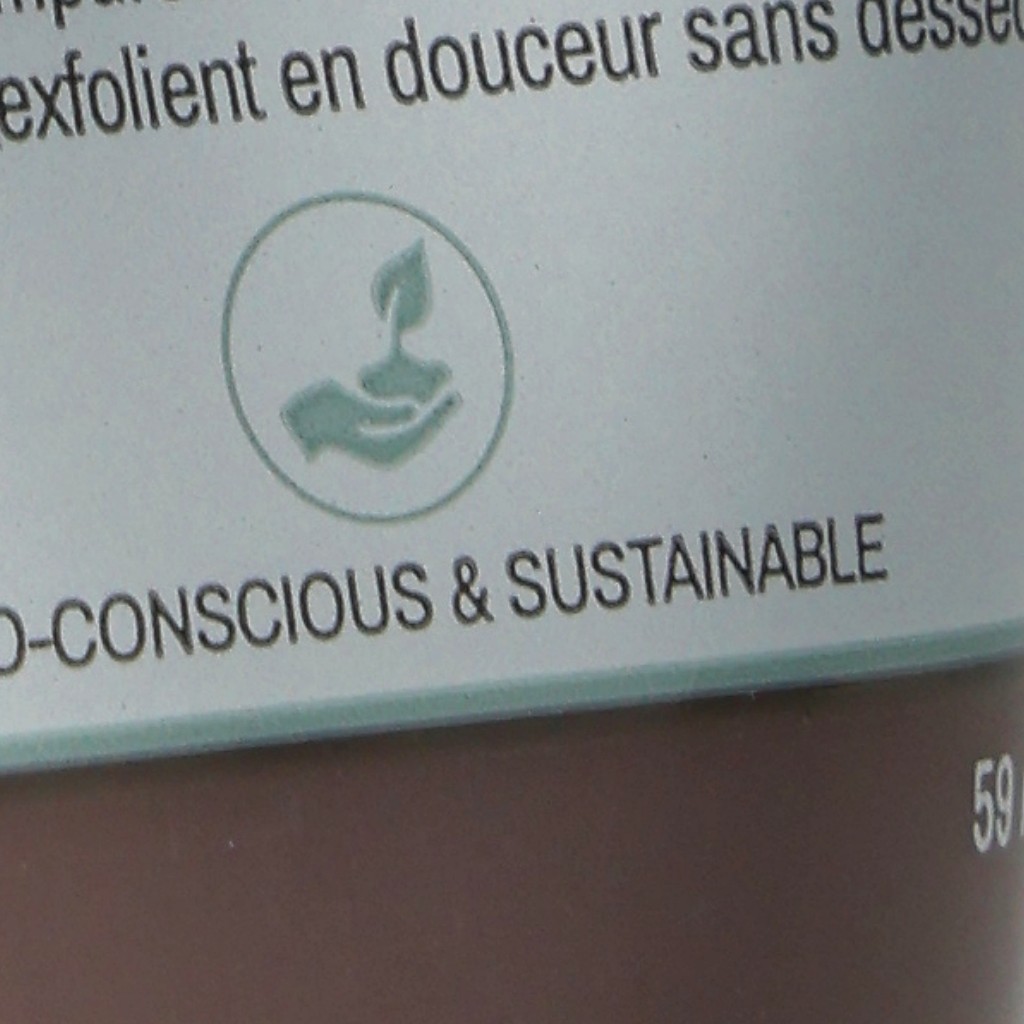 exfolient en douceur sans
O-CONSCIOUS & SUSTAINABLE
59